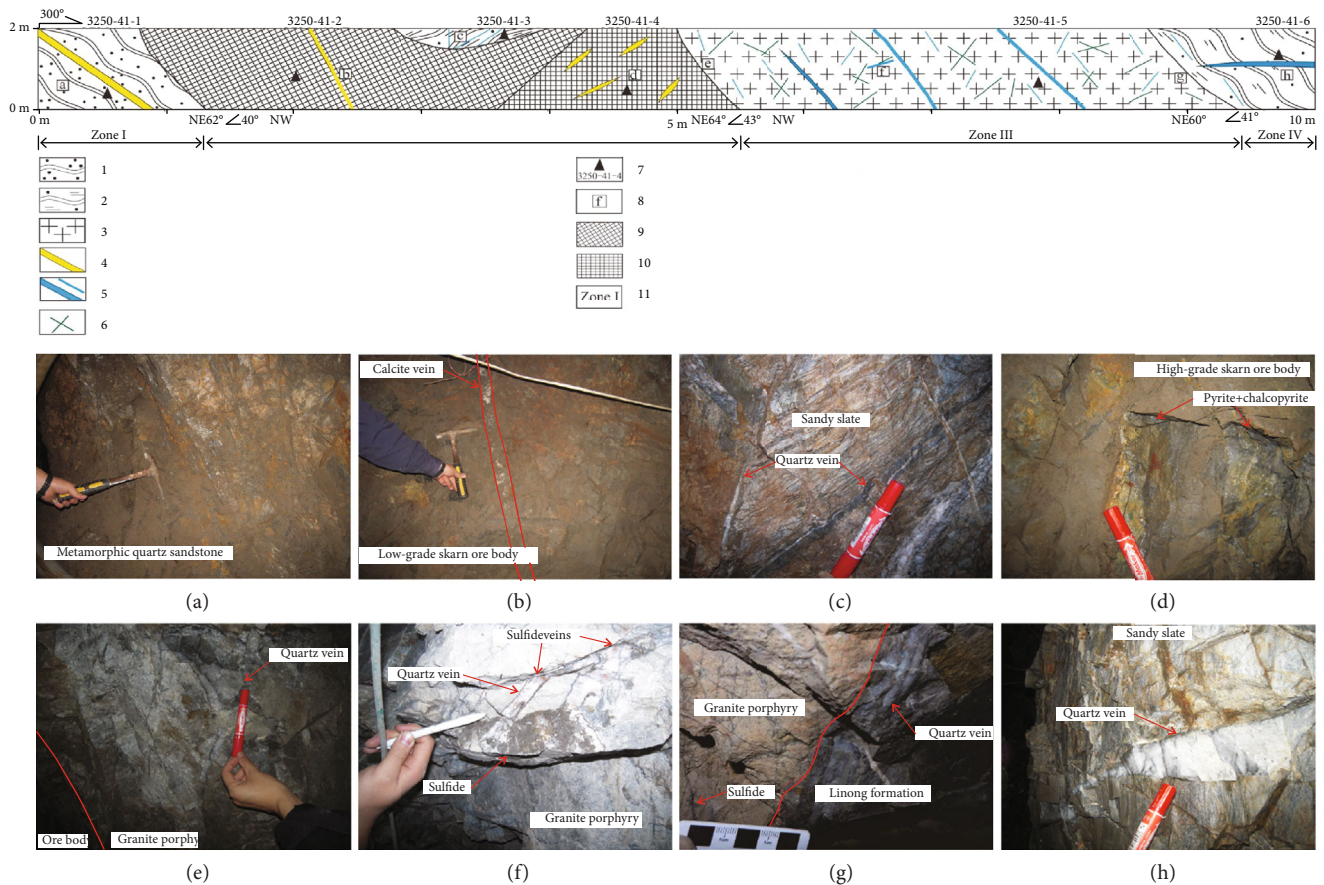 300°
3250-41-1
3250-41-2
3250-41-3
3250-41-4
3250-41-5
3250-41-6
2 m
a
b
c
d
e
f
g
h
0 m
0 m
NE62° ∠40° NW
5 m
NE64° ∠43° NW
NE60° ∠41°
10 m
Zone I
Zone III
Zone IV
1
2
3
4
5
6
3250-41-4
7
f
8
9
10
Zone I
11
Metamorphic quartz sandstone
(a)
Calcite vein
Low-grade skarn ore body
(b)
Sandy slate
Quartz vein
(c)
High-grade skarn ore body
Pyrite+chalcopyrite
(d)
Quartz vein
Ore body
Granite porphy
(e)
Sulfideveins
Quartz vein
Sulfide
Granite porphyry
(f)
Granite porphyry
Quartz vein
Sulfide
Linong formation
(g)
Sandy slate
Quartz vein
(h)